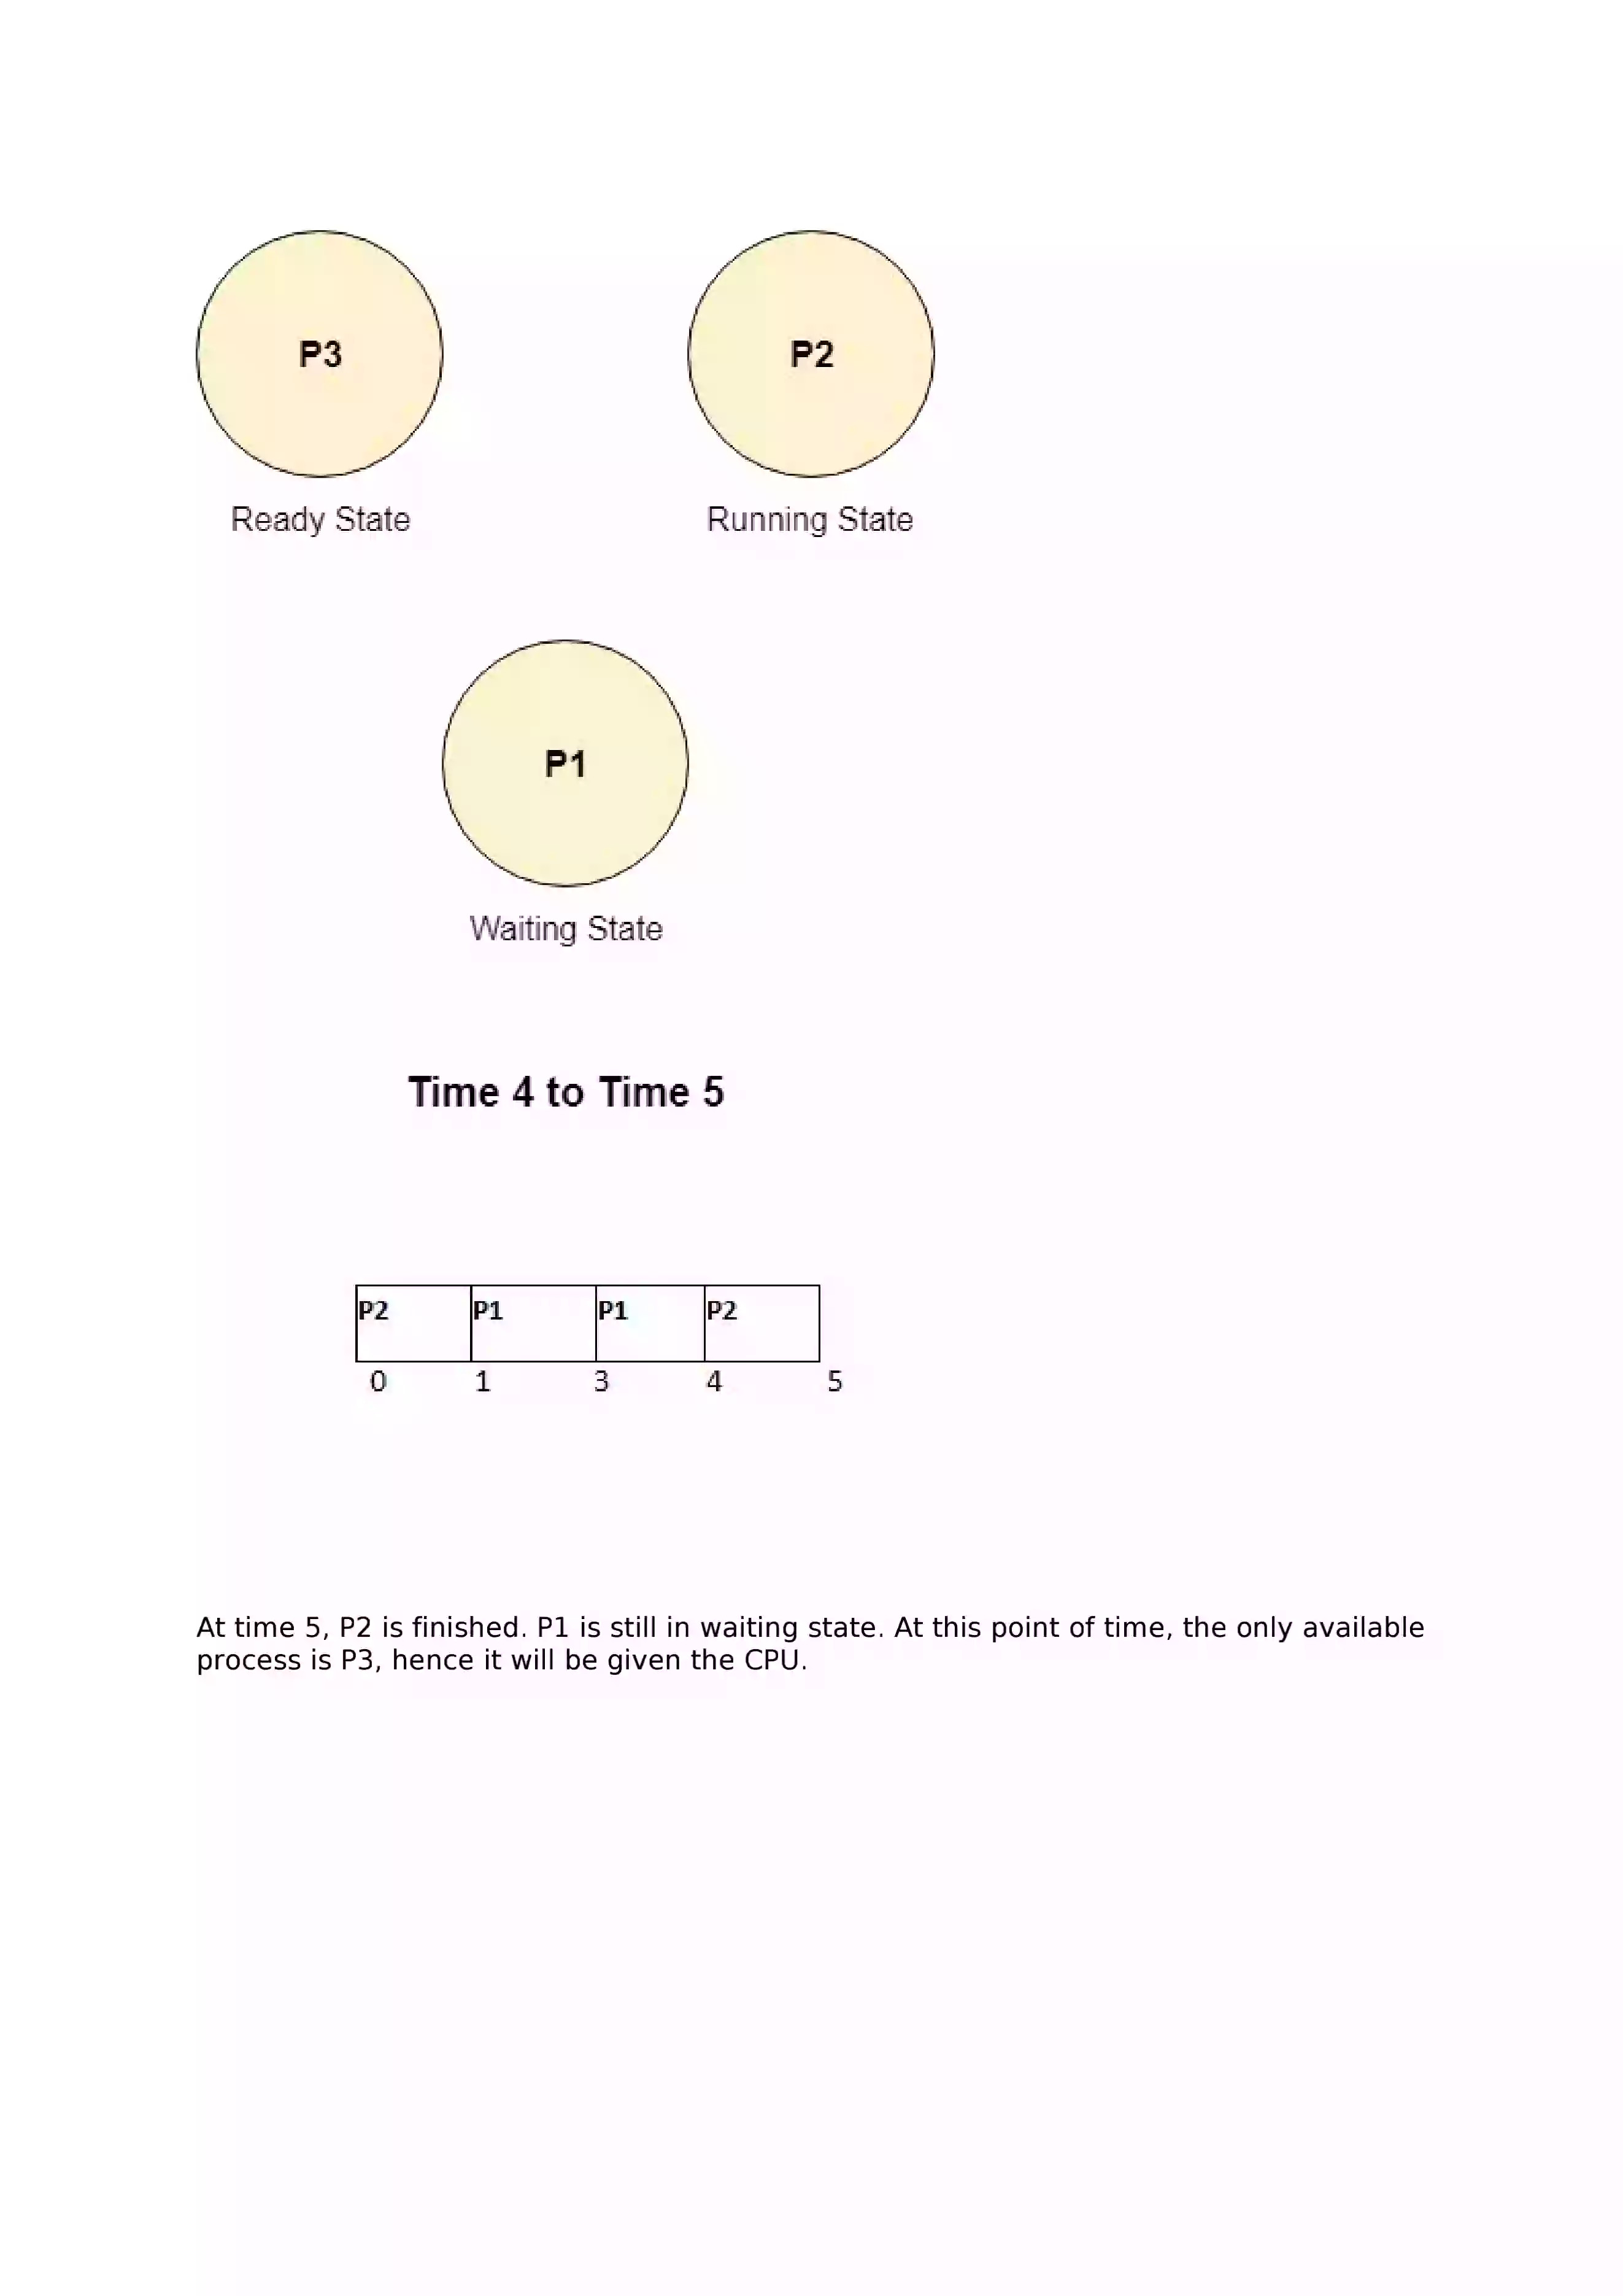 P3 P2
Ready State Running State
P1
Waiting State
Time 4 to Time 5
P2 P1 P1 P2
0 1 3 4 5
At time 5, P2 is finished. P1 is still in waiting state. At this point of time, the only available
process is P3, hence it will be given the CPU.